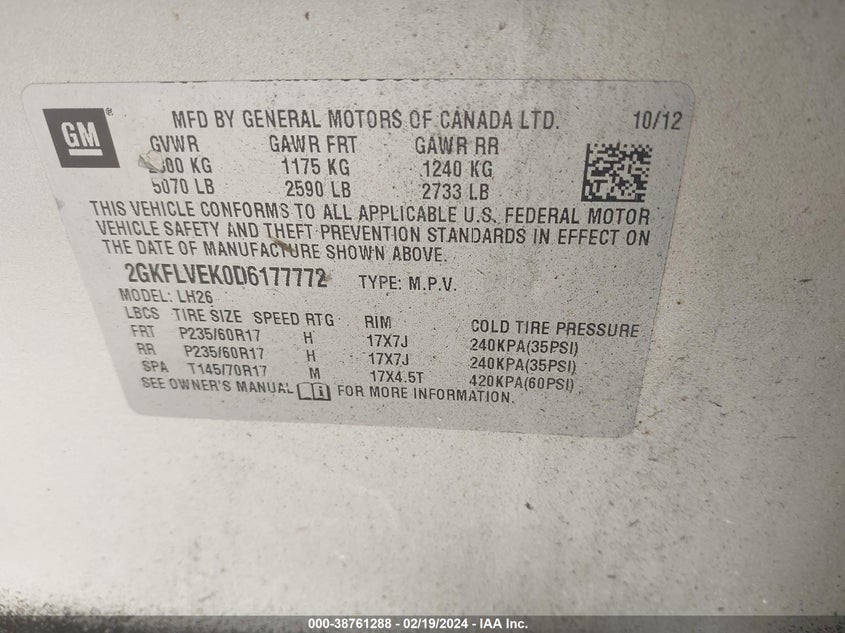 GM ®
MFD BY GENERAL MOTORS OF CANADA LTD. 10/12
GVWR GAWR FRT GAWR RR
KG 1175 KG 1240 KG
5070 LB 2590 LB 2733 LB
THIS VEHICLE CONFORMS TO ALL APPLICABLE U.S. FEDERAL MOTOR
VEHICLE SAFETY AND THEFT PREVENTION STANDARDS IN EFFECT ON
THE DATE OF MANUFACTURE SHOWN ABOVE.
2GKFLVEK0D6177772 TYPE: M.P.V.
MODEL: LH26
LBCS TIRE SIZE SPEED RTG RIM COLD TIRE PRESSURE
FRT P235/60R17 H 17X7J 240KPA(35PSI)
RR P235/60R17 H 17X7J 240KPA(35PSI)
SPA T145/70R17 M 17X4.5T 420KPA(60PSI)
SEE OWNER'S MANUAL FOR MORE INFORMATION.
000-38761288 - 02/19/2024 - IAA Inc.